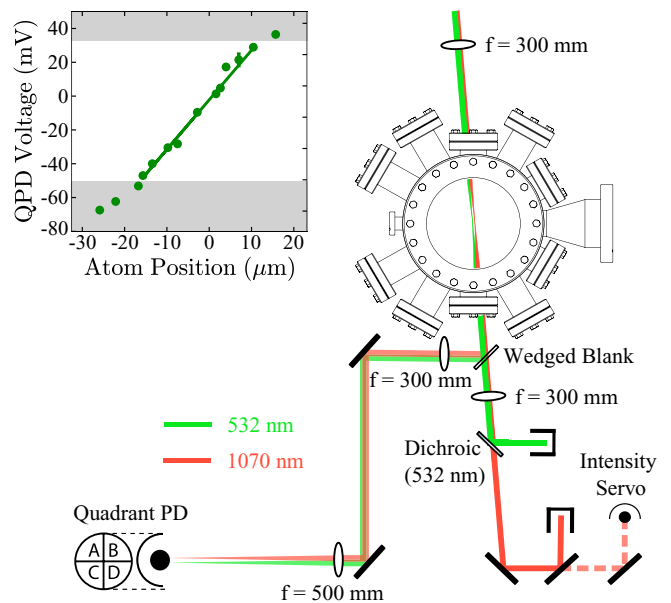 40
20
0
-20
-40
-60
-80
QPD Voltage (mV)
-30
-20
-10
0
10
20
Atom Position (μm)
f = 300 mm
Wedged Blank
f = 300 mm
f = 300 mm
532 nm
1070 nm
Dichroic
(532 nm)
Intensity
Servo
Quadrant PD
A B
C D
f = 500 mm